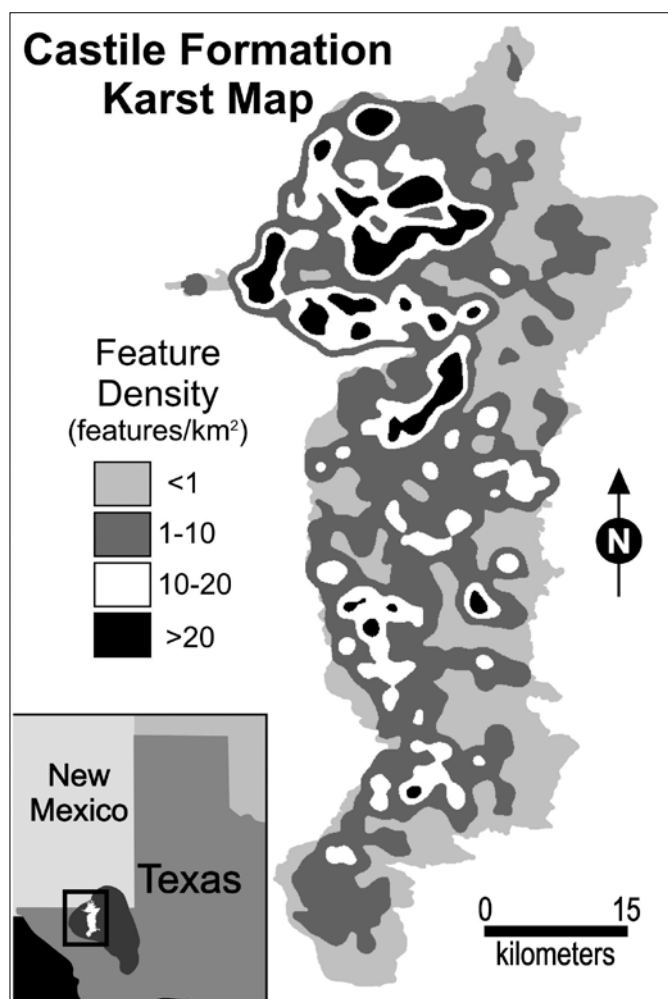 Castile Formation
Karst Map
Feature
Density
(features/km²)
<1
1-10
10-20
>20
N
New
Mexico
Texas
0 15
kilometers